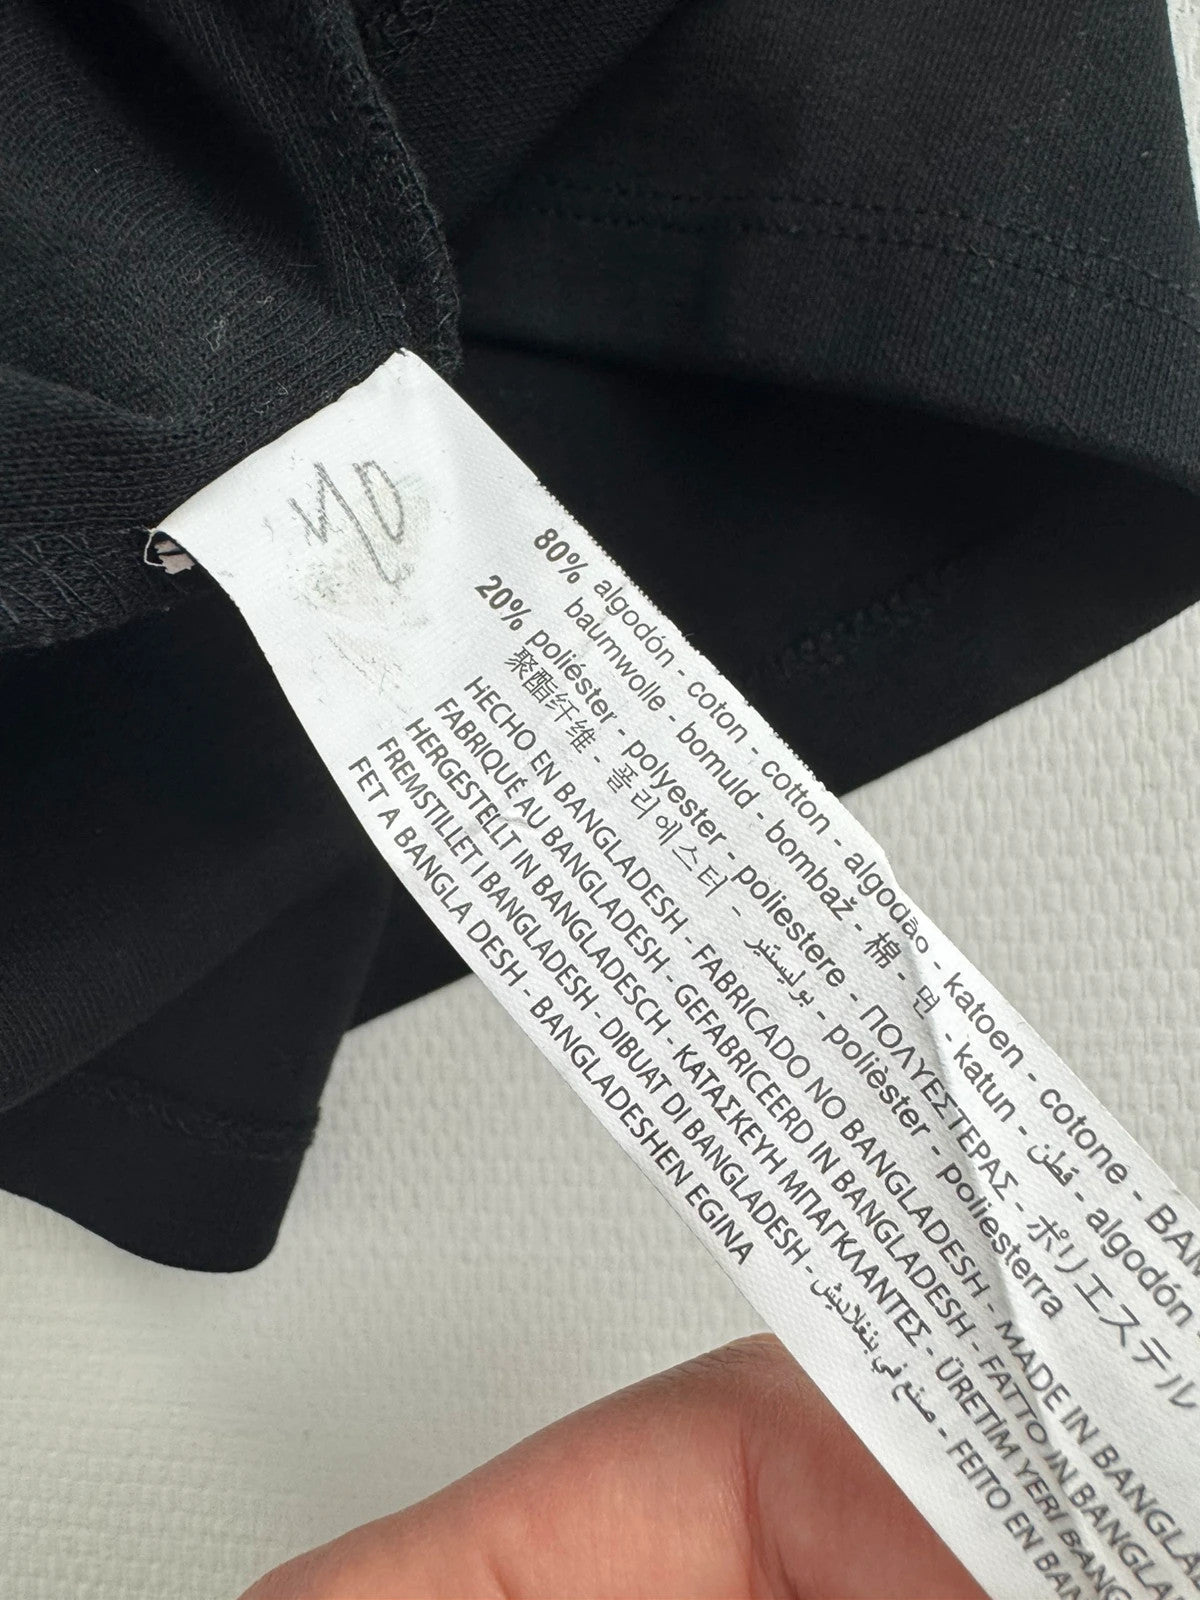 80% algodón - coton - cotton - algodão - katoen - cotone - BAM
baumwolle - bomuld - bombaž - 棉 - 면 - katun - قطن - algodón -
20% poliéster - polyester - poliestere - ΠΟΛΥΕΣΤΕΡΑΣ - ポリエステル
聚酯纤维 - 폴리에스터 - بوليستير - polièster - poliesterra
HECHO EN BANGLADESH - FABRICADO NO BANGLADESH - MADE IN BANGLA
FABRIQUÉ AU BANGLADESH - GEFABRICEERD IN BANGLADESH - FATTO IN BANGLA
HERGESTELLT IN BANGLADESCH - ΚΑΤΑΣΚΕΥΗ ΜΠΑΓΚΛΑΝΤΕΣ - ÜRETİM YERİ BANG
FREMSTILLET I BANGLADESH - DIBUAT DI BANGLADESH - صنع في بنغلاديش - FEITO EN BAN
FET A BANGLA DESH - BANGLADESHEN EGINA